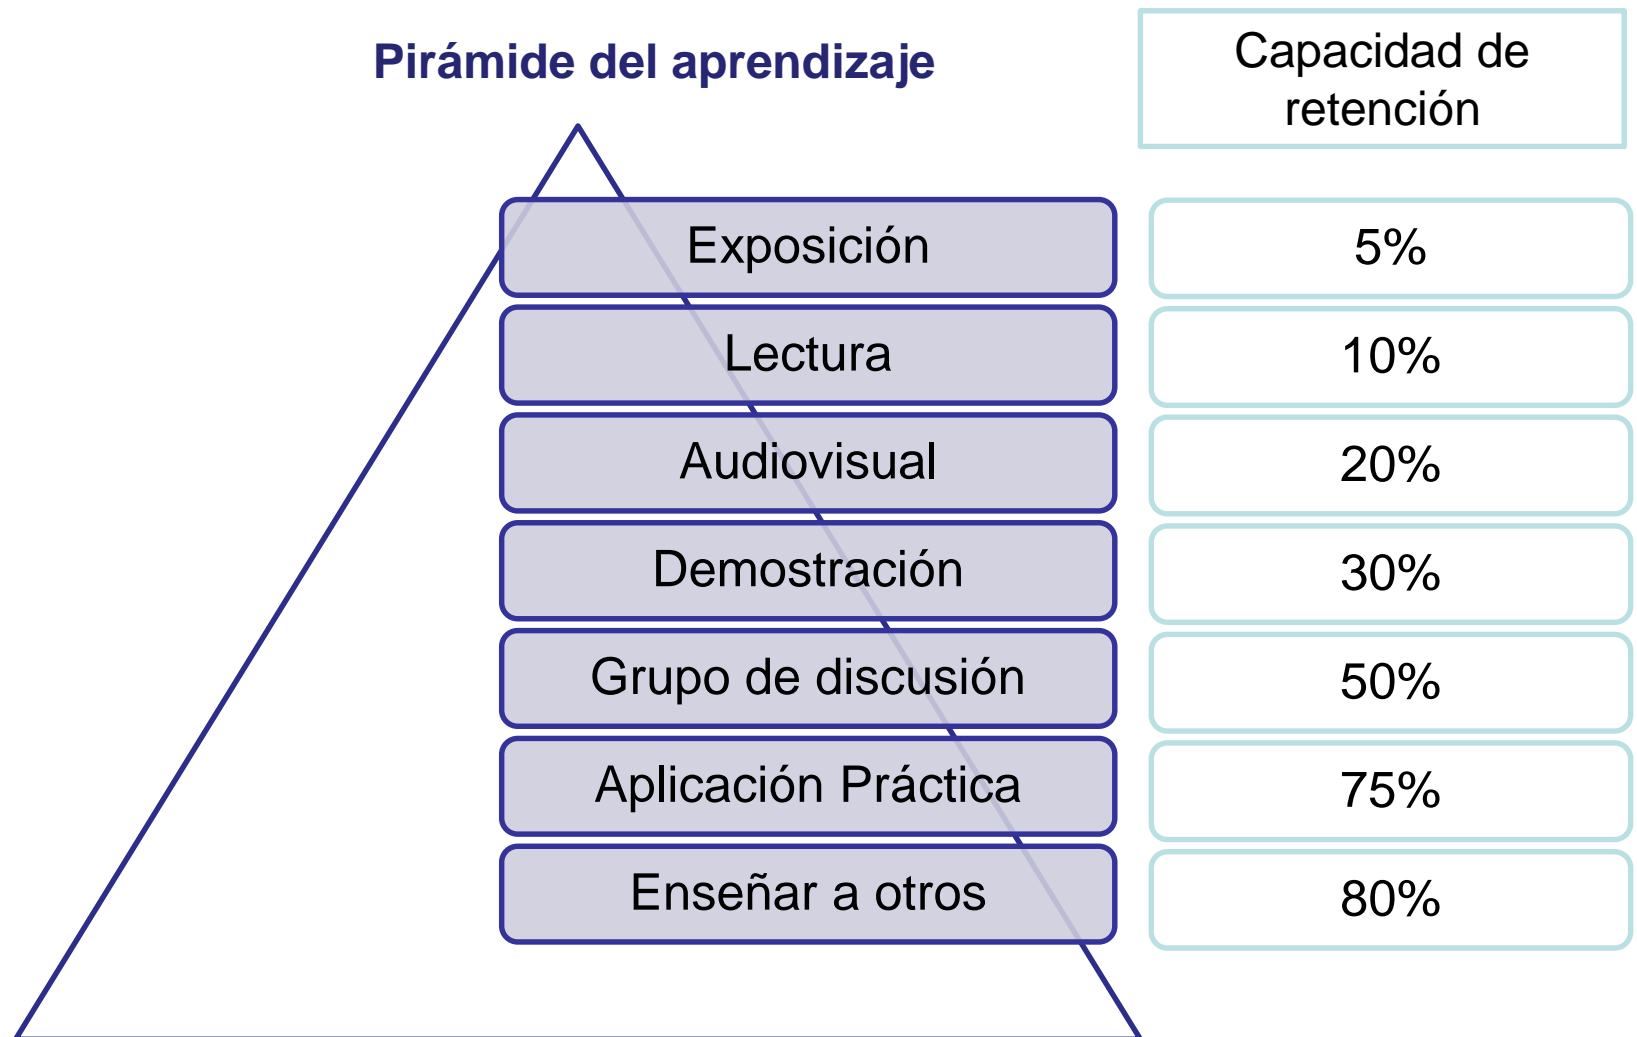 Pirámide del aprendizaje
Capacidad de
retención
Exposición
5%
Lectura
10%
Audiovisual
20%
Demostración
30%
Grupo de discusión
50%
Aplicación Práctica
75%
Enseñar a otros
80%